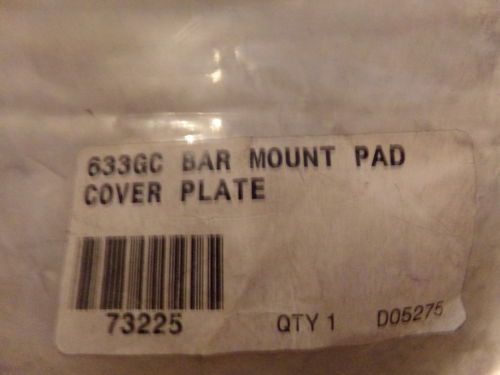 633GC BAR MOUNT PAD
COVER PLATE
73225 QTY 1 D05275